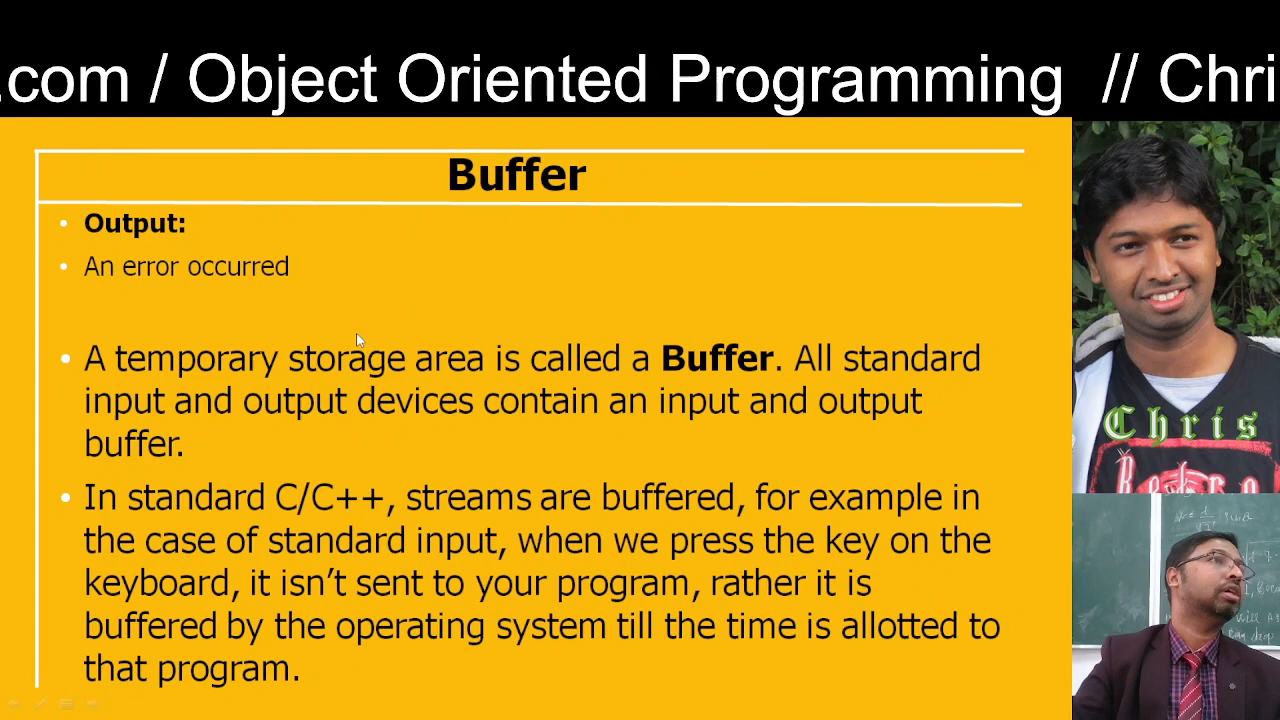 .com / Object Oriented Programming // Chri
Buffer
• Output:
• An error occurred
• A temporary storage area is called a Buffer. All standard
input and output devices contain an input and output
buffer.
• In standard C/C++, streams are buffered, for example in
the case of standard input, when we press the key on the
keyboard, it isn’t sent to your program, rather it is
buffered by the operating system till the time is allotted to
that program.
Chris